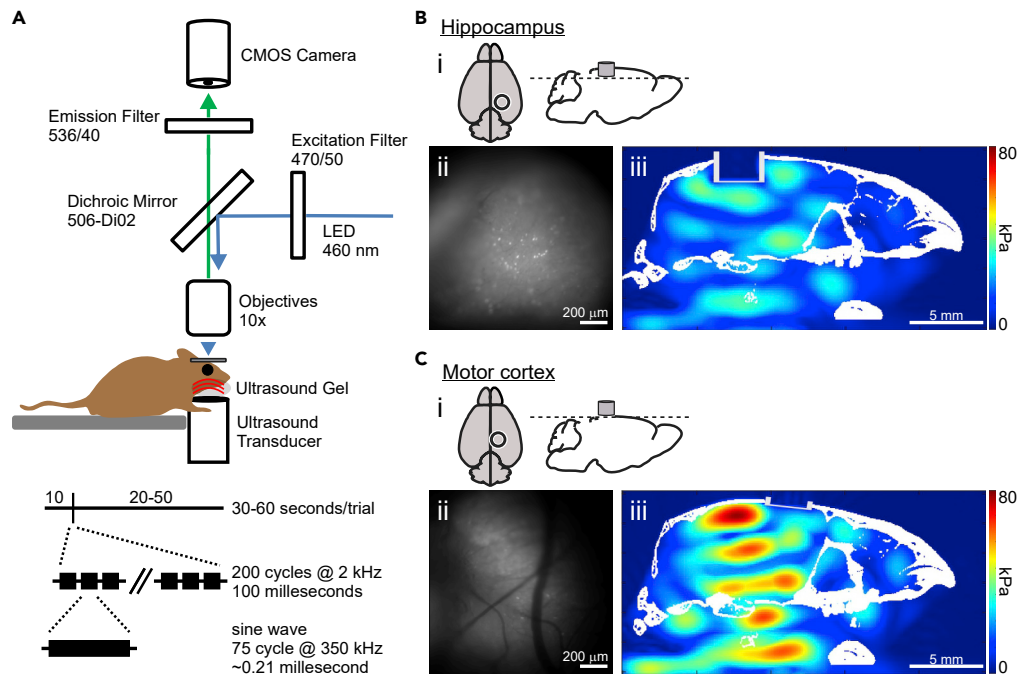 A
CMOS Camera
Emission Filter
536/40
Excitation Filter
470/50
Dichroic Mirror
506-Di02
LED
460 nm
Objectives
10x
Ultrasound Gel
Ultrasound
Transducer
10
20-50
30-60 seconds/trial
200 cycles @ 2 kHz
100 milleseconds
sine wave
75 cycle @ 350 kHz
~0.21 millesecond
B
Hippocampus
i
ii
200 µm
iii
5 mm
80
kPa
0
C
Motor cortex
i
ii
200 µm
iii
5 mm
80
kPa
0